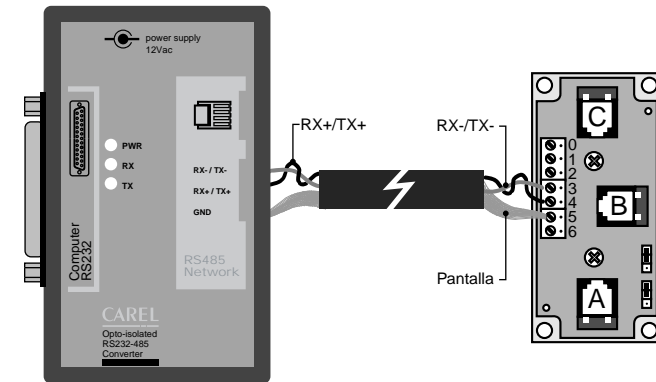 power supply
12Vac
PWR
RX
TX
RX- / TX-
RX+ / TX+
GND
Computer
RS232
RS485
Network
CAREL
Opto-isolated
RS232-485
Converter
RX+/TX+
RX-/TX-
Pantalla
C
B
A
0
1
2
3
4
5
6